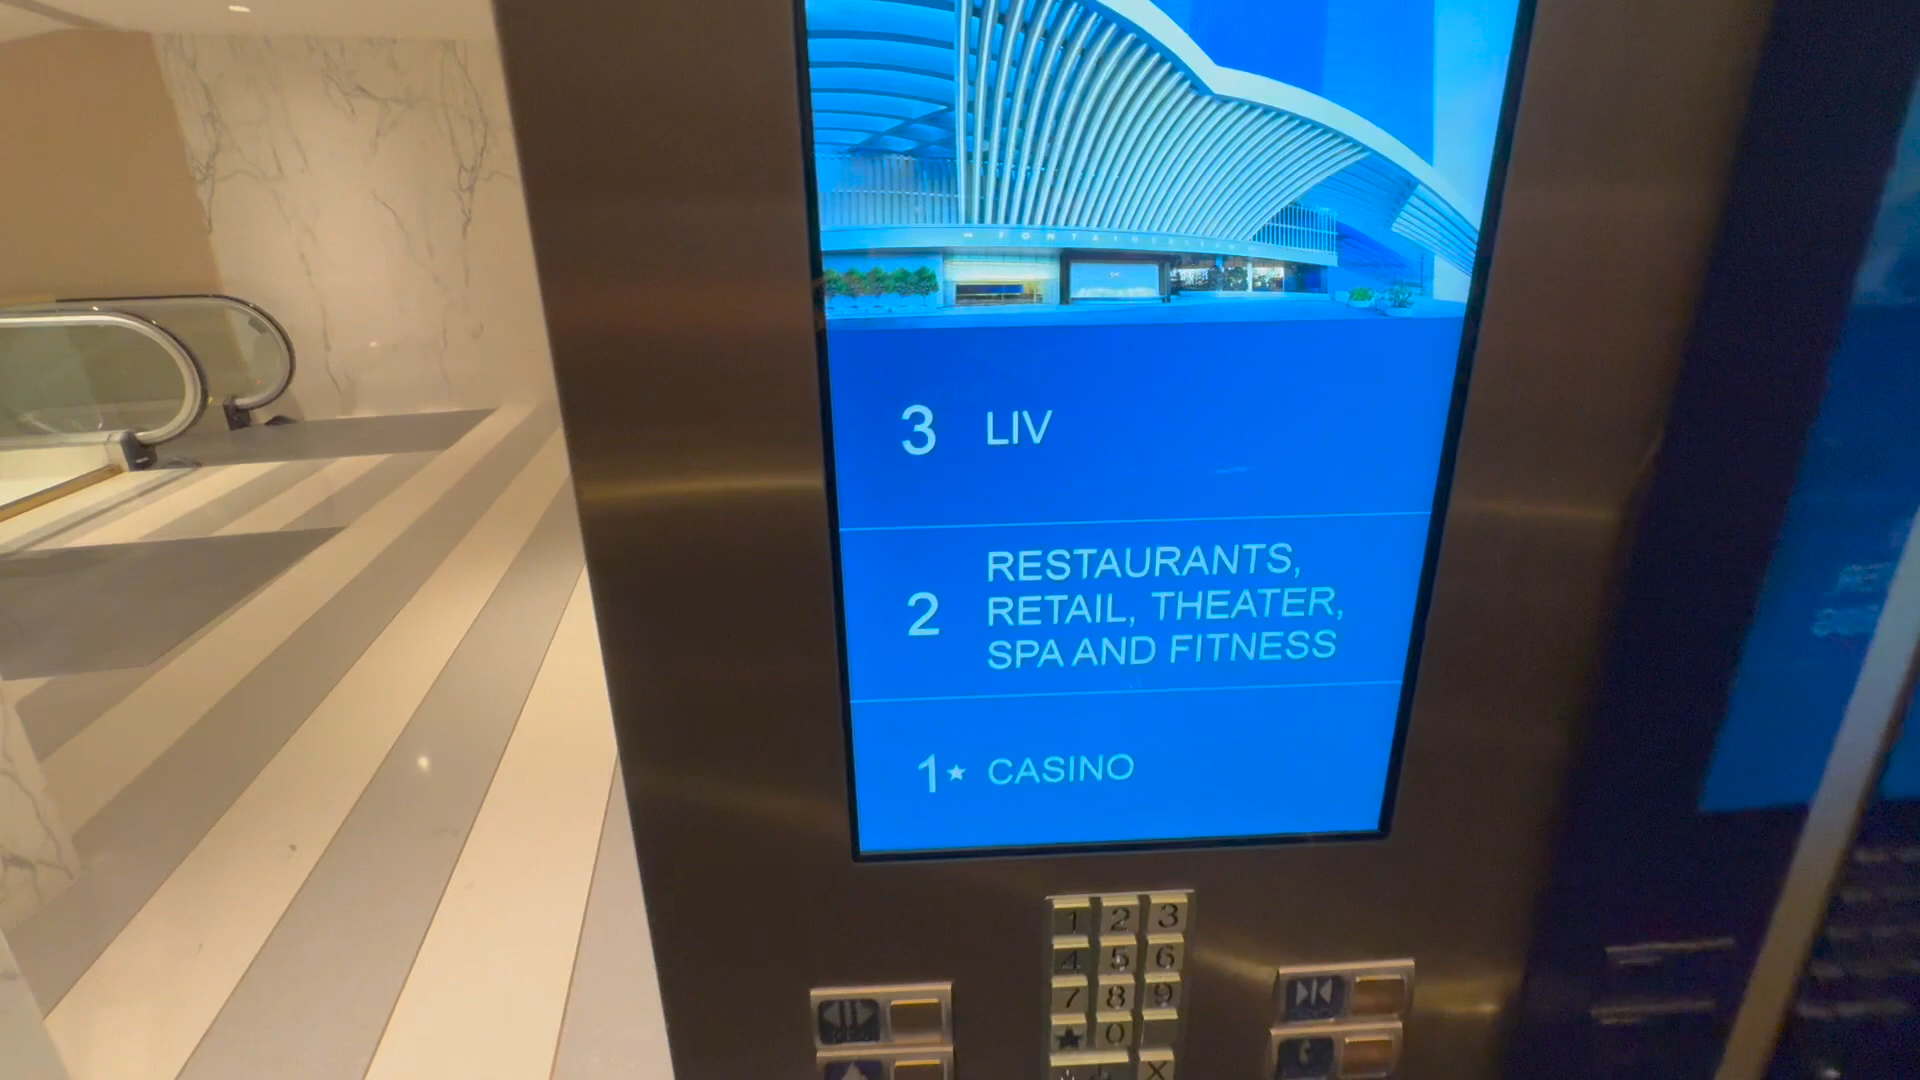 3 LIV
2 RESTAURANTS,
RETAIL, THEATER,
SPA AND FITNESS
1★ CASINO
1 2 3
4 5 6
7 8 9
★ 0
X